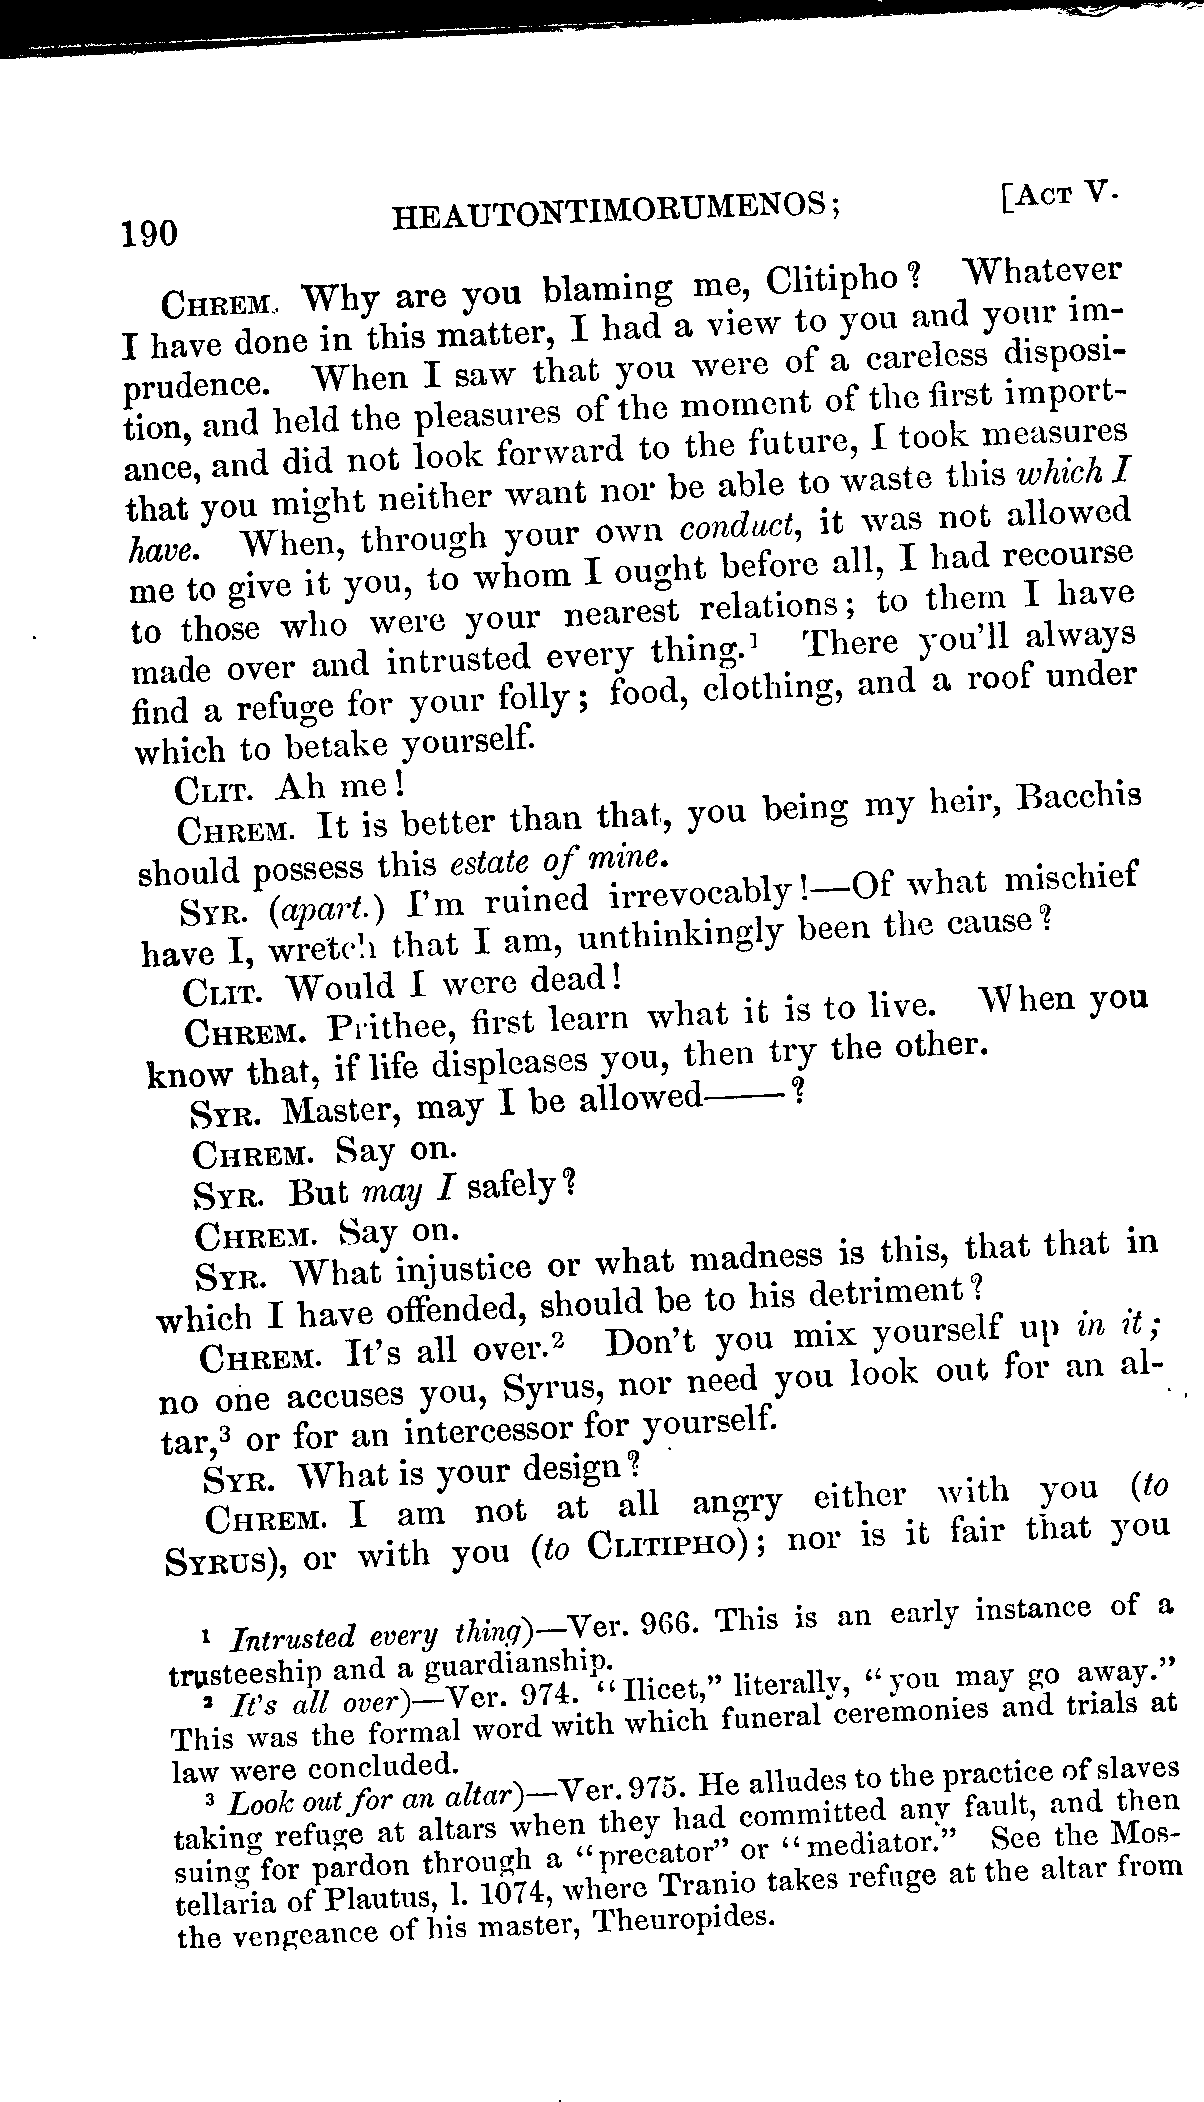 190 HEAUTONTIMORUMENOS; [ACT V.
CHREM. Why are you blaming me, Clitipho? Whatever
I have done in this matter, I had a view to you and your im-
prudence. When I saw that you were of a careless disposi-
tion, and held the pleasures of the moment of the first import-
ance, and did not look forward to the future, I took measures
that you might neither want nor be able to waste this which I
have. When, through your own conduct, it was not allowed
me to give it you, to whom I ought before all, I had recourse
to those who were your nearest relations; to them I have
made over and intrusted every thing.¹ There you'll always
find a refuge for your folly; food, clothing, and a roof under
which to betake yourself.
CLIT. Ah me!
CHREM. It is better than that, you being my heir, Bacchis
should possess this estate of mine.
SYR. (apart.) I'm ruined irrevocably!—Of what mischief
have I, wretch that I am, unthinkingly been the cause?
CLIT. Would I were dead!
CHREM. Prithee, first learn what it is to live. When you
know that, if life displeases you, then try the other.
SYR. Master, may I be allowed——?
CHREM. Say on.
SYR. But may I safely?
CHREM. Say on.
SYR. What injustice or what madness is this, that that in
which I have offended, should be to his detriment?
CHREM. It's all over.² Don't you mix yourself up in it;
no one accuses you, Syrus, nor need you look out for an al-
tar,³ or for an intercessor for yourself.
SYR. What is your design?
CHREM. I am not at all angry either with you (to
SYRUS), or with you (to CLITIPHO); nor is it fair that you
¹ Intrusted every thing)—Ver. 966. This is an early instance of a
trusteeship and a guardianship.
² It's all over)—Ver. 974. "Ilicet," literally, "you may go away."
This was the formal word with which funeral ceremonies and trials at
law were concluded.
³ Look out for an altar)—Ver. 975. He alludes to the practice of slaves
taking refuge at altars when they had committed any fault, and then
suing for pardon through a "precator" or "mediator." See the Mos-
tellaria of Plautus, l. 1074, where Tranio takes refuge at the altar from
the vengeance of his master, Theuropides.